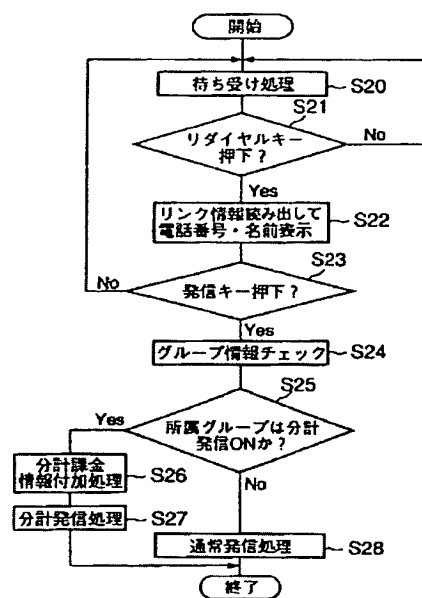 開始
待ち受け処理
S20
S21
リダイヤルキー
押下？
No
Yes
リンク情報読み出して
電話番号・名前表示
S22
S23
No
発信キー押下？
Yes
グループ情報チェック
S24
S25
Yes
所属グループは分計
発信ONか？
分計課金
情報付加処理
S26
No
分計発信処理
S27
通常発信処理
S28
終了